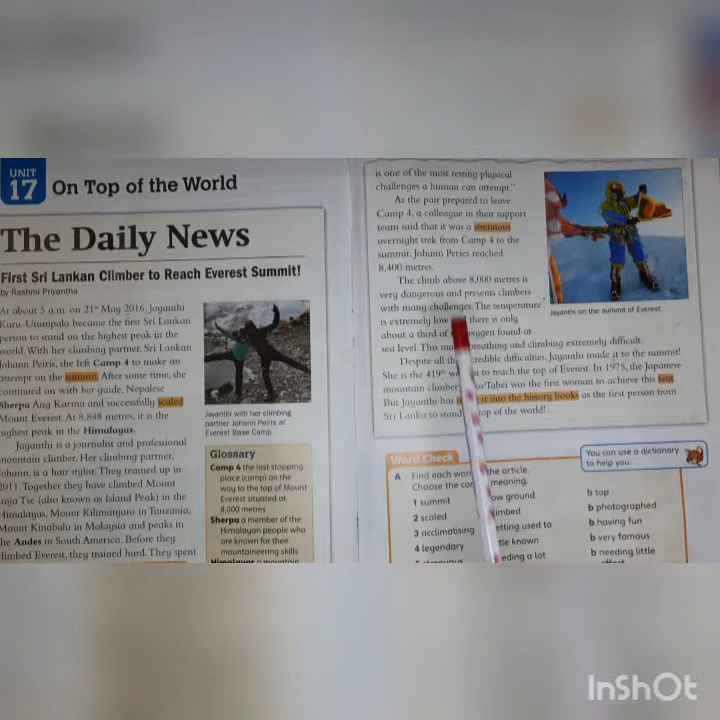 UNIT
17
On Top of the World
The Daily News
First Sri Lankan Climber to Reach Everest Summit!
by Rashmi Priyantha
At about 5 a.m. on 21st May 2016, Jayanthi
Kuru-Utumpala became the first Sri Lankan
person to stand on the highest peak in the
world. With her climbing partner, Sri Lankan
Johann Peiris, she left Camp 4 to make an
attempt on the summit. After some time, she
continued on with her guide, Nepalese
Sherpa Ang Karma and successfully scaled
Mount Everest. At 8,848 metres, it is the
highest peak in the Himalayas.
Jayanthi is a journalist and professional
mountain climber. Her climbing partner,
Johann, is a hair stylist. They teamed up in
2011. Together they have climbed Mount
Imja Tse (also known as Island Peak) in the
Himalayas, Mount Kilimanjaro in Tanzania,
Mount Kinabalu in Malaysia and peaks in
the Andes in South America. Before they
climbed Everest, they trained hard. They spent
Jayanthi with her climbing
partner Johann Peiris at
Everest Base Camp
Glossary
Camp 4 the last stopping
place (camp) on the
way to the top of Mount
Everest situated at
8,000 metres
Sherpa a member of the
Himalayan people who
are known for their
mountaineering skills
Himalayas a mountain
is one of the most testing physical
challenges a human can attempt."
As the pair prepared to leave
Camp 4, a colleague in their support
team said that it was a strenuous
overnight trek from Camp 4 to the
summit. Johann Peries reached
8,400 metres.
The climb above 8,000 metres is
very dangerous and presents climbers
with many challenges. The temperature
is extremely low there is only
about a third of oxygen found at
sea level. This breathing and climbing extremely difficult.
Despite all the incredible difficulties, Jayanthi made it to the summit!
She is the 419th to reach the top of Everest. In 1975, the Japanese
mountain climber Tabei was the first woman to achieve this feat
But Jayanthi has it into the history books as the first person from
Sri Lanka to stand top of the world!
Jayanthi on the summit of Everest
Word Check
You can use a dictionary
to help you.
A Find each word the article.
Choose the meaning.
1 summit low ground b top
2 scaled climbed b photographed
3 acclimatising getting used to b having fun
4 legendary little known b very famous
5 strenuous needing a lot b needing little
effort
InShOt